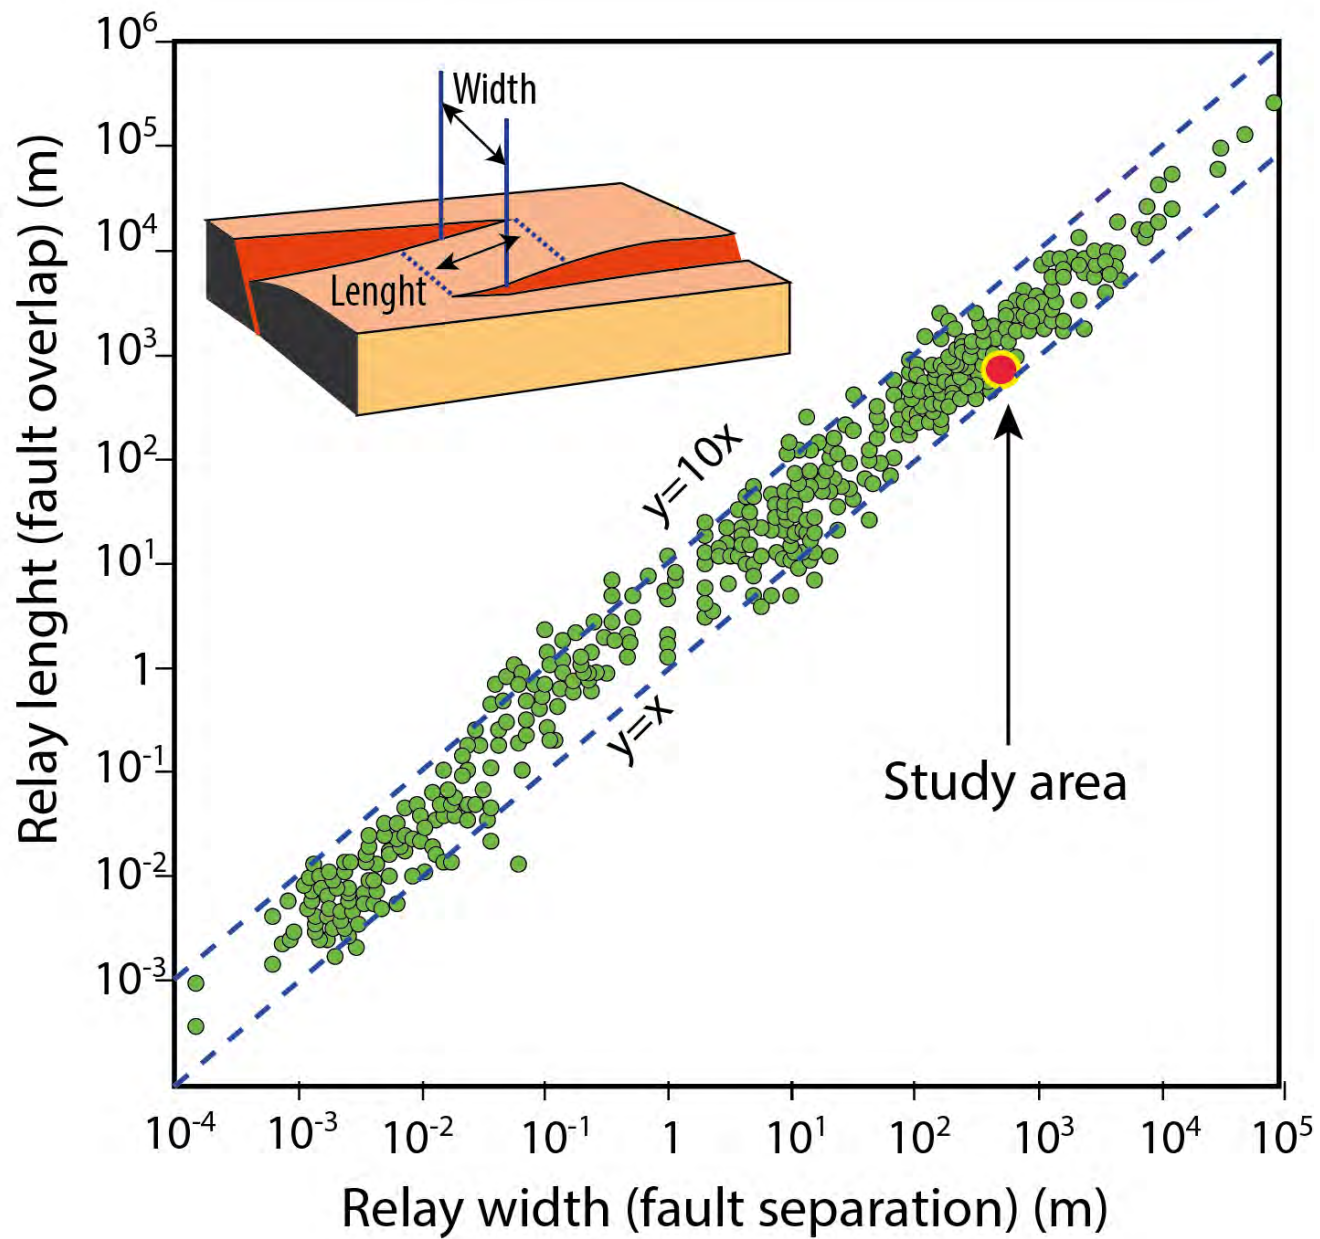 10⁶
10⁵
10⁴
10³
10²
10¹
1
10⁻¹
10⁻²
10⁻³
Relay lenght (fault overlap) (m)
Width
Lenght
y=10x
y=x
Study area
10⁻⁴ 10⁻³ 10⁻² 10⁻¹ 1 10¹ 10² 10³ 10⁴ 10⁵
Relay width (fault separation) (m)